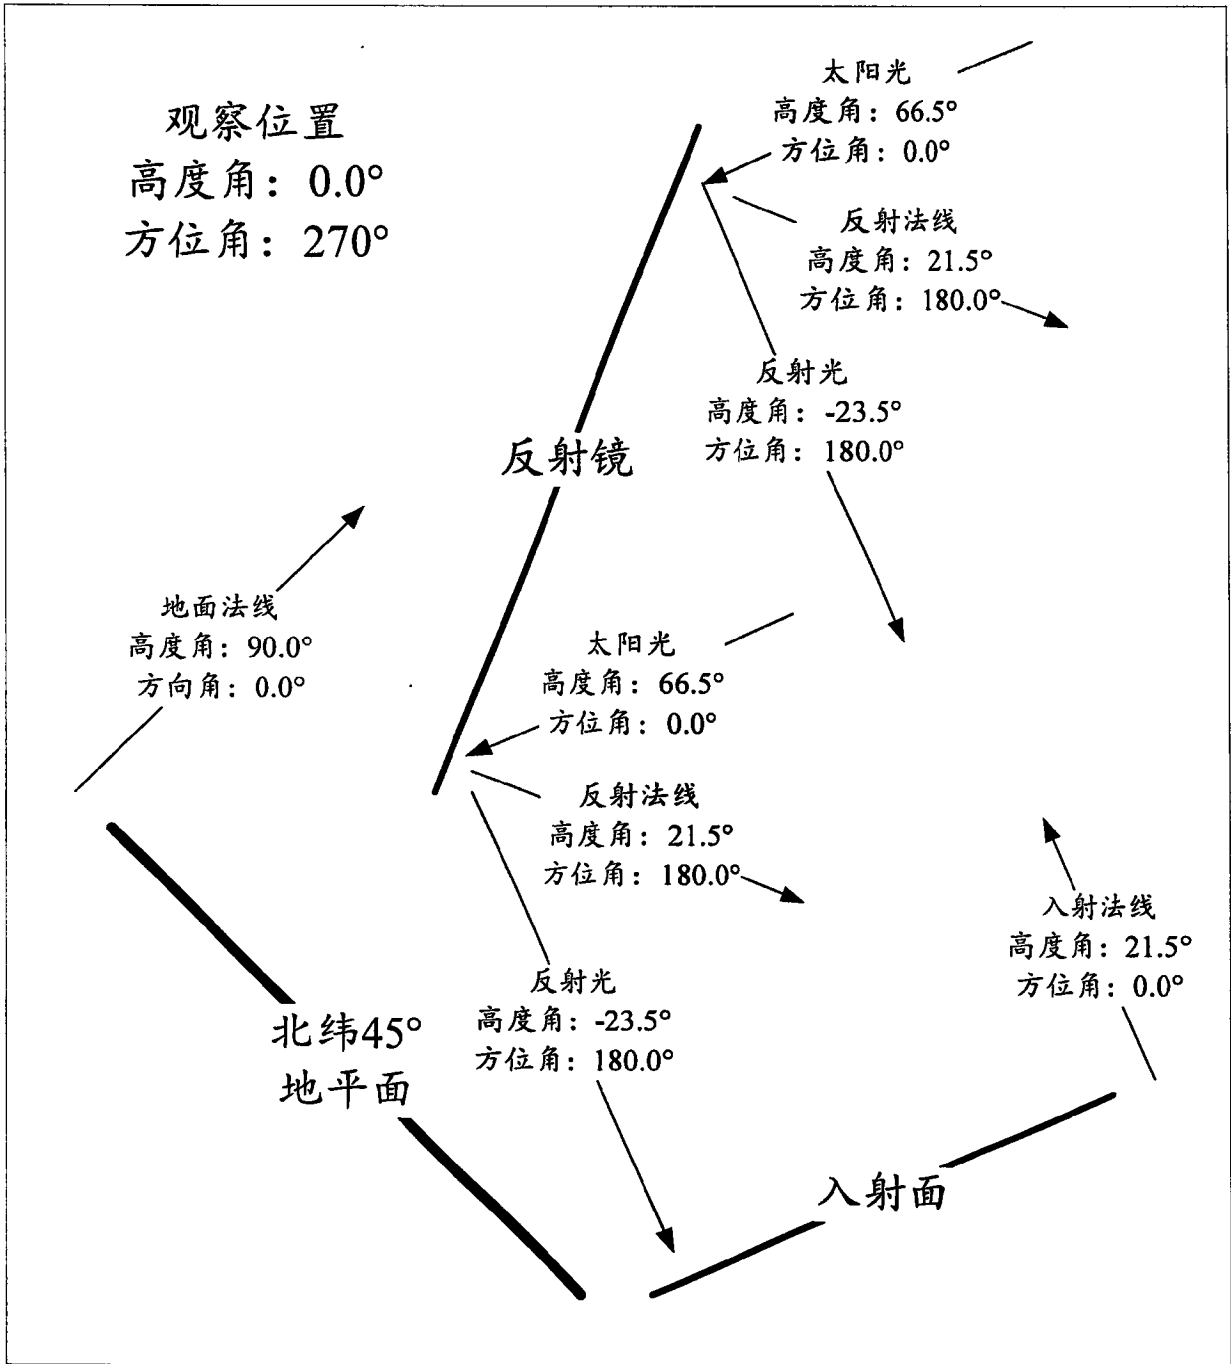 观察位置
高度角：0.0°
方位角：270°
太阳光
高度角：66.5°
方位角：0.0°
反射法线
高度角：21.5°
方位角：180.0°
反射光
高度角：-23.5°
方位角：180.0°
反射镜
地面法线
高度角：90.0°
方向角：0.0°
太阳光
高度角：66.5°
方位角：0.0°
反射法线
高度角：21.5°
方位角：180.0°
入射法线
高度角：21.5°
方位角：0.0°
反射光
高度角：-23.5°
方位角：180.0°
北纬45°
地平面
入射面